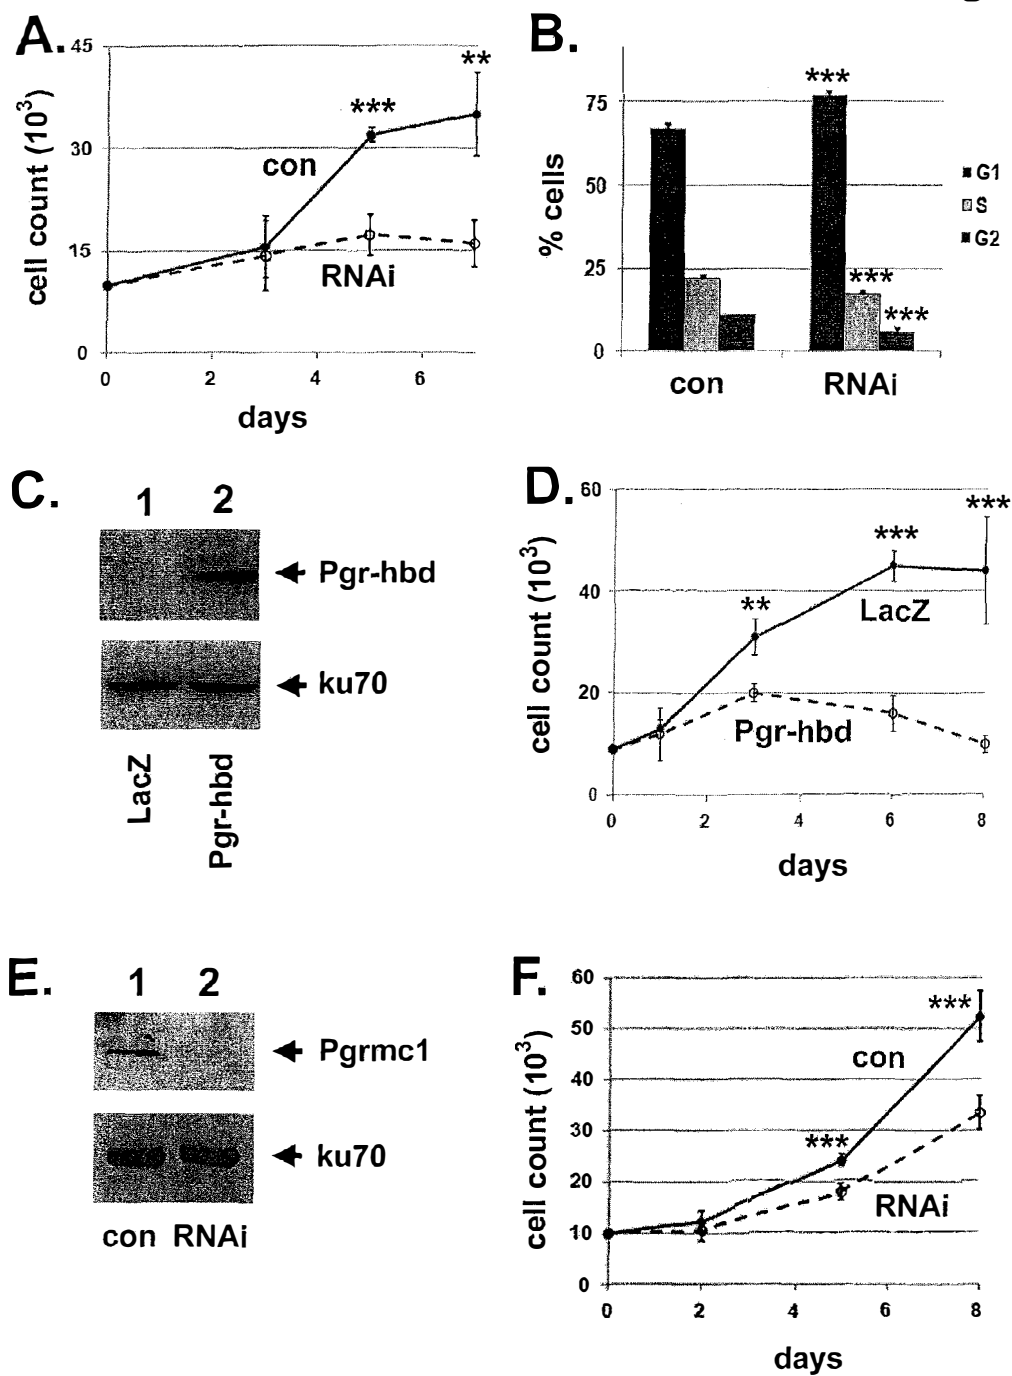 A.
45
30
15
0
cell count (10³)
**
***
con
RNAi
0 2 4 6
days
B.
75
50
25
0
% cells
***
***
***
G1
S
G2
con RNAi
C.
1 2
Pgr-hbd
ku70
LacZ
Pgr-hbd
D.
60
40
20
0
cell count (10³)
**
***
***
LacZ
Pgr-hbd
0 2 4 6 8
days
E.
1 2
Pgrmc1
ku70
con RNAi
F.
60
50
40
30
20
10
0
cell count (10³)
***
***
con
RNAi
0 2 4 6 8
days